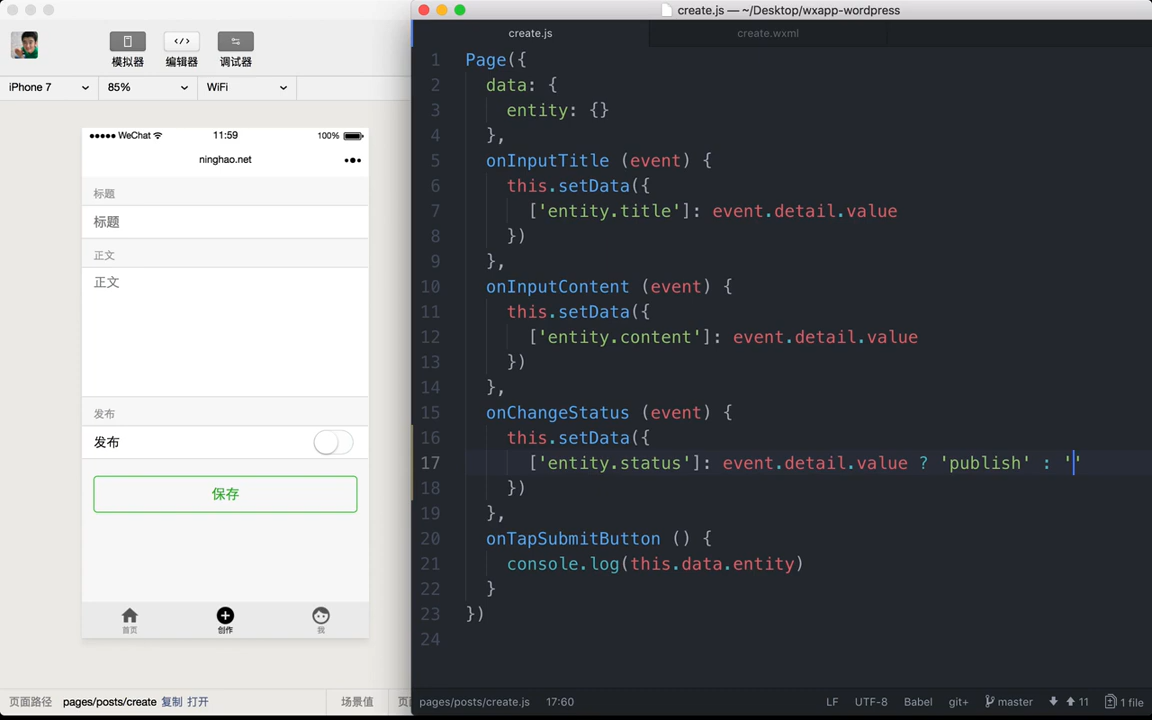 模拟器 编辑器 调试器
iPhone 7 85% WiFi
WeChat 11:59 100%
ninghao.net
标题
标题
正文
正文
发布
发布
保存
首页 创作 我
页面路径 pages/posts/create 复制 打开 场景值 页
create.js — ~/Desktop/wxapp-wordpress
create.js create.wxml
1 Page({
2 data: {
3 entity: {}
4 },
5 onInputTitle (event) {
6 this.setData({
7 ['entity.title']: event.detail.value
8 })
9 },
10 onInputContent (event) {
11 this.setData({
12 ['entity.content']: event.detail.value
13 })
14 },
15 onChangeStatus (event) {
16 this.setData({
17 ['entity.status']: event.detail.value ? 'publish' : ''
18 })
19 },
20 onTapSubmitButton () {
21 console.log(this.data.entity)
22 }
23 })
24
pages/posts/create.js 17:60 LF UTF-8 Babel git+ master 11 1 file